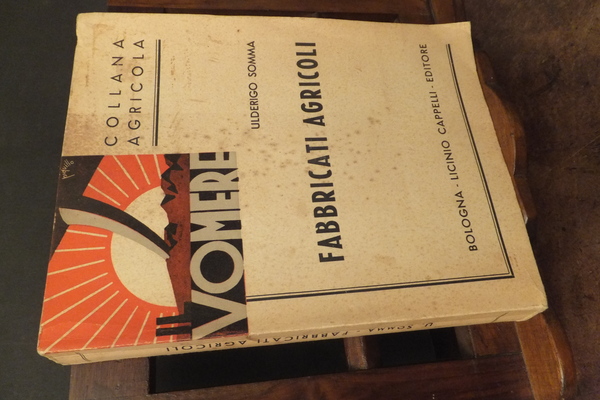 COLLANA
AGRICOLA
IL
VOMERE
ULDERIGO SOMMA
FABBRICATI AGRICOLI
BOLOGNA - LICINIO CAPPELLI - EDITORE
U. SOMMA - FABBRICATI AGRICOLI